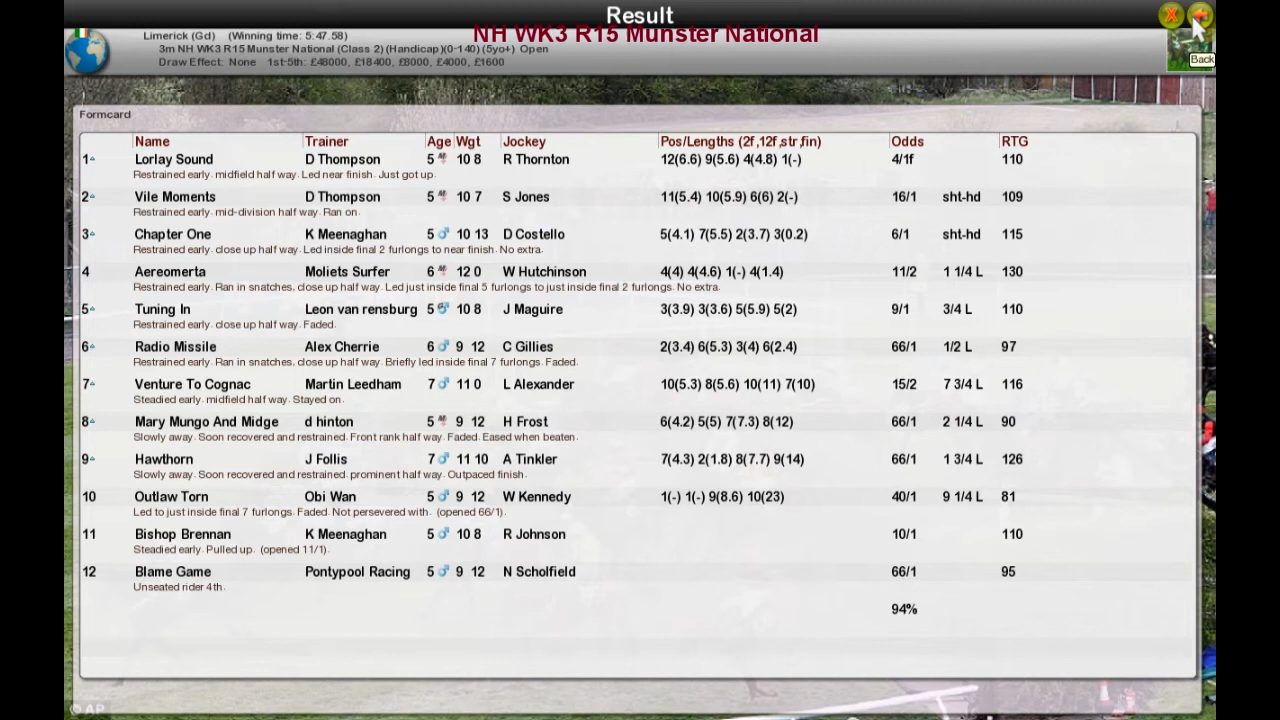 Result
NH WK3 R15 Munster National
Limerick (Gd) (Winning time: 5:47.58)
3m NH WK3 R15 Munster National (Class 2) (Handicap)(0-140) (5yo+) Open
Draw Effect: None 1st-5th: £48000, £18400, £8000, £4000, £1600
Back
Formcard
Name Trainer Age Wgt Jockey Pos/Lengths (2f,12f,str,fin) Odds RTG
1 Lorlay Sound D Thompson 5 10 8 R Thornton 12(6.6) 9(5.6) 4(4.8) 1(-) 4/1f 110
Restrained early. midfield half way. Led near finish. Just got up.
2 Vile Moments D Thompson 5 10 7 S Jones 11(5.4) 10(5.9) 6(6) 2(-) 16/1 sht-hd 109
Restrained early. mid-division half way. Ran on.
3 Chapter One K Meenaghan 5 10 13 D Costello 5(4.1) 7(5.5) 2(3.7) 3(0.2) 6/1 sht-hd 115
Restrained early. close up half way. Led inside final 2 furlongs to near finish. No extra.
4 Aereomerta Moliets Surfer 6 12 0 W Hutchinson 4(4) 4(4.6) 1(-) 4(1.4) 11/2 1 1/4 L 130
Restrained early. Ran in snatches, close up half way. Led just inside final 5 furlongs to just inside final 2 furlongs. No extra.
5 Tuning In Leon van rensburg 5 10 8 J Maguire 3(3.9) 3(3.6) 5(5.9) 5(2) 9/1 3/4 L 110
Restrained early. close up half way. Faded.
6 Radio Missile Alex Cherrie 6 9 12 C Gillies 2(3.4) 6(5.3) 3(4) 6(2.4) 66/1 1/2 L 97
Restrained early. Ran in snatches, close up half way. Briefly led inside final 7 furlongs. Faded.
7 Venture To Cognac Martin Leedham 7 11 0 L Alexander 10(5.3) 8(5.6) 10(11) 7(10) 15/2 7 3/4 L 116
Steadied early. midfield half way. Stayed on.
8 Mary Mungo And Midge d hinton 5 9 12 H Frost 6(4.2) 5(5) 7(7.3) 8(12) 66/1 2 1/4 L 90
Slowly away. Soon recovered and restrained. Front rank half way. Faded. Eased when beaten.
9 Hawthorn J Follis 7 11 10 A Tinkler 7(4.3) 2(1.8) 8(7.7) 9(14) 66/1 1 3/4 L 126
Slowly away. Soon recovered and restrained. prominent half way. Outpaced finish.
10 Outlaw Torn Obi Wan 5 9 12 W Kennedy 1(-) 1(-) 9(8.6) 10(23) 40/1 9 1/4 L 81
Led to just inside final 7 furlongs. Faded. Not persevered with. (opened 66/1).
11 Bishop Brennan K Meenaghan 5 10 8 R Johnson 10/1 110
Steadied early. Pulled up. (opened 11/1).
12 Blame Game Pontypool Racing 5 9 12 N Scholfield 66/1 95
Unseated rider 4th.
94%
© AP